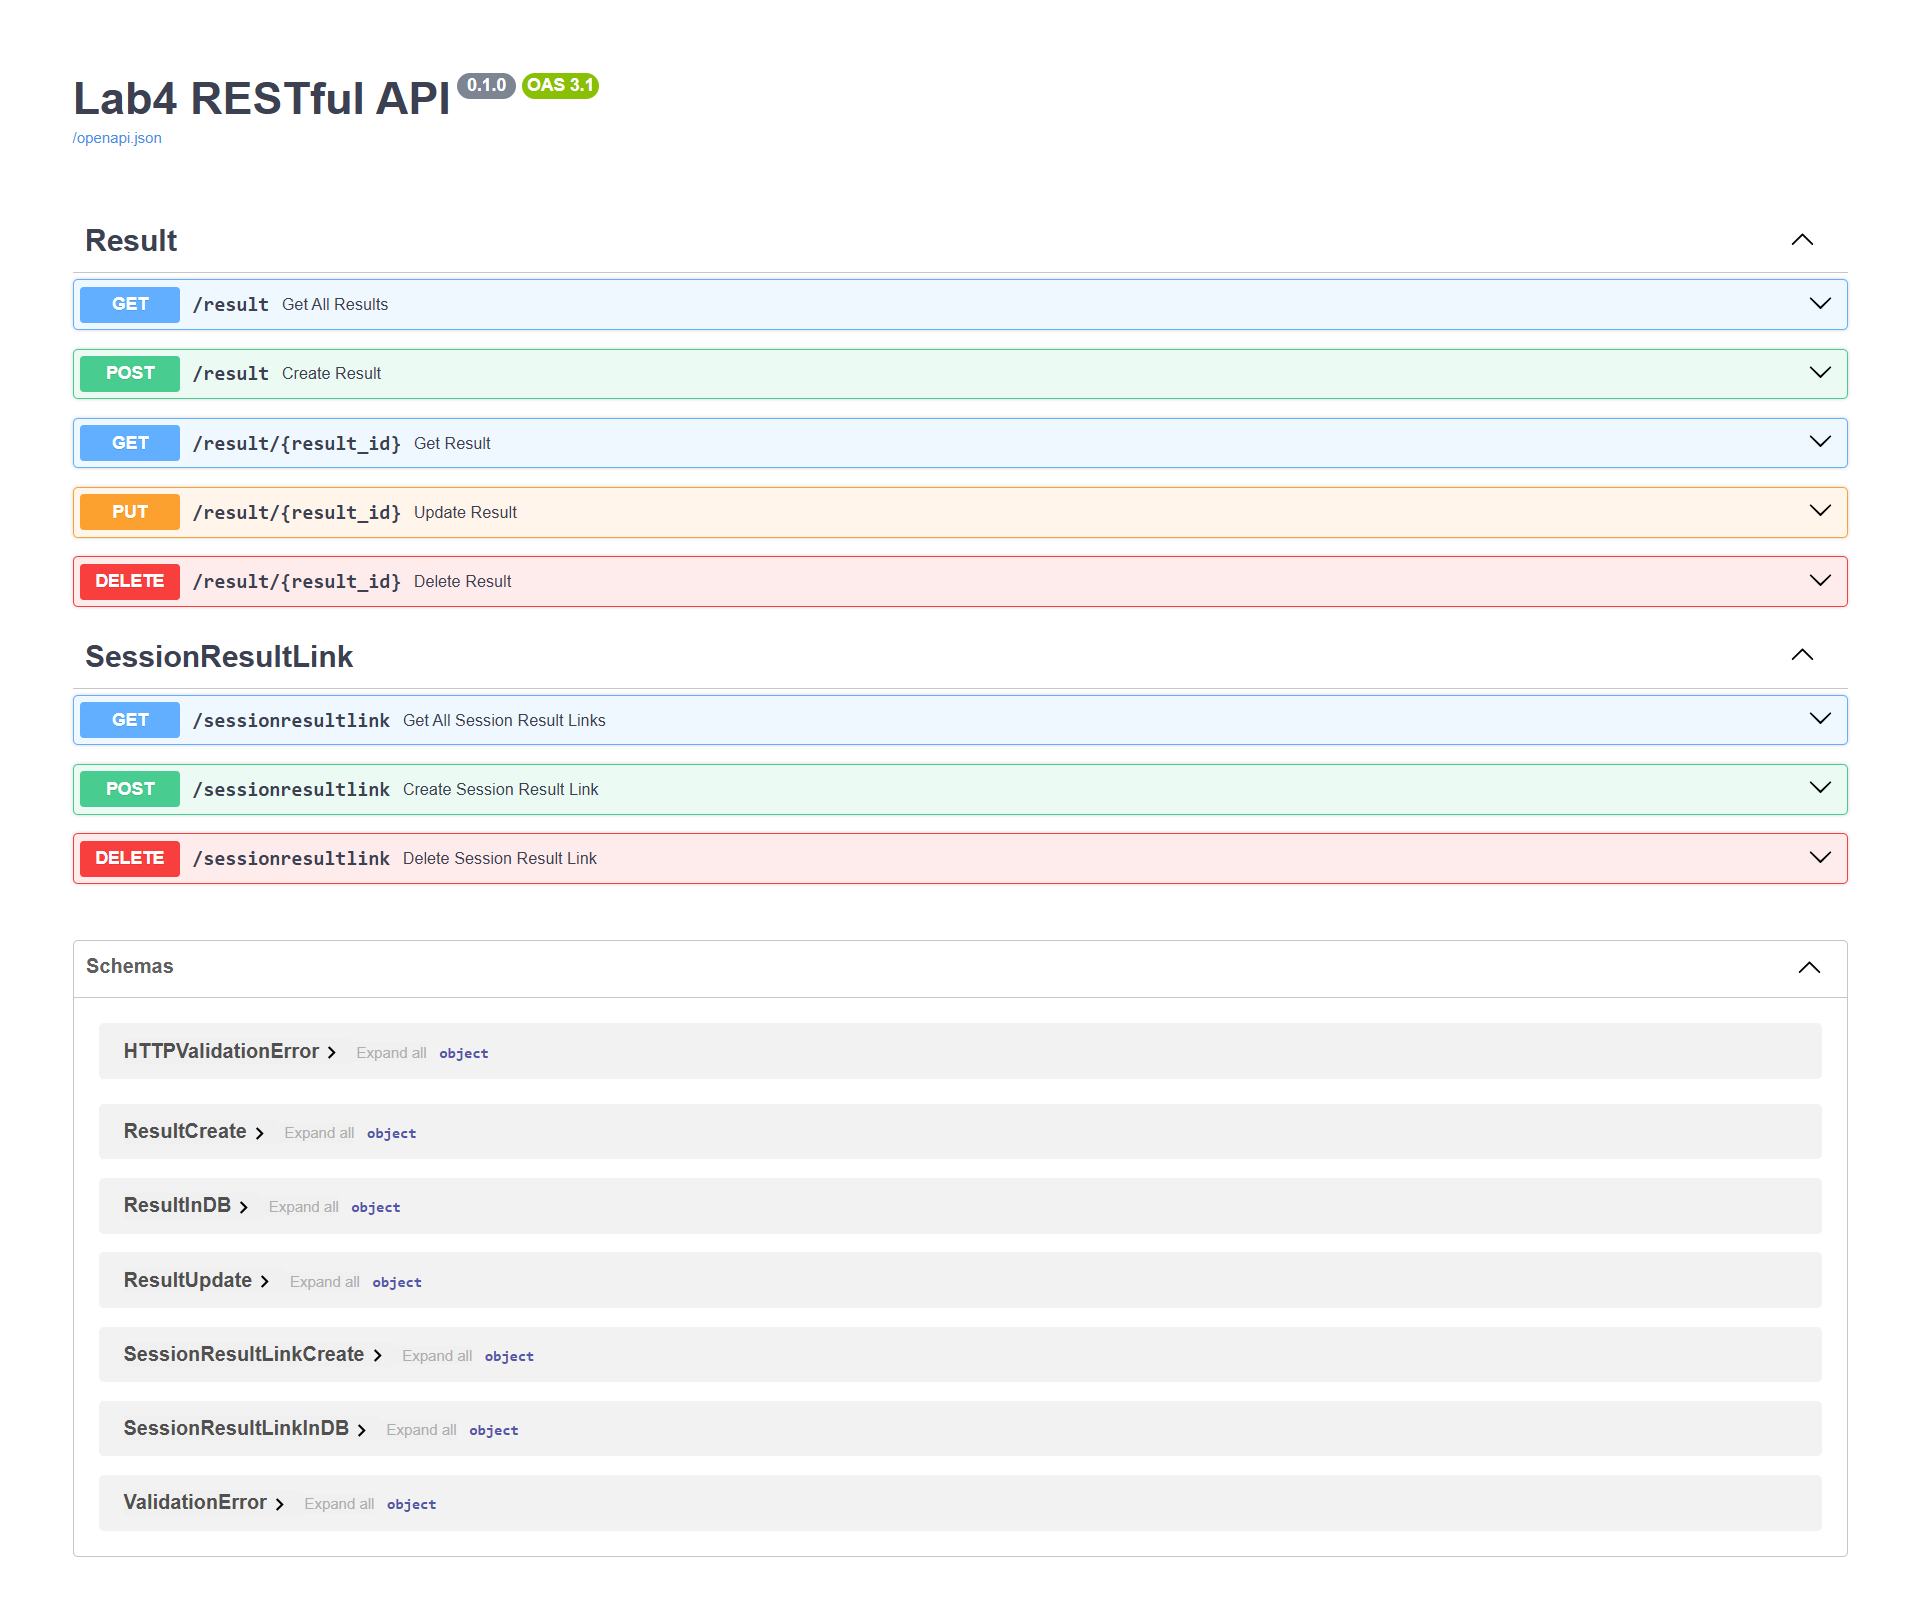 Lab4 RESTful API 0.1.0 OAS 3.1
/openapi.json
Result
GET /result Get All Results
POST /result Create Result
GET /result/{result_id} Get Result
PUT /result/{result_id} Update Result
DELETE /result/{result_id} Delete Result
SessionResultLink
GET /sessionresultlink Get All Session Result Links
POST /sessionresultlink Create Session Result Link
DELETE /sessionresultlink Delete Session Result Link
Schemas
HTTPValidationError Expand all object
ResultCreate Expand all object
ResultInDB Expand all object
ResultUpdate Expand all object
SessionResultLinkCreate Expand all object
SessionResultLinkInDB Expand all object
ValidationError Expand all object